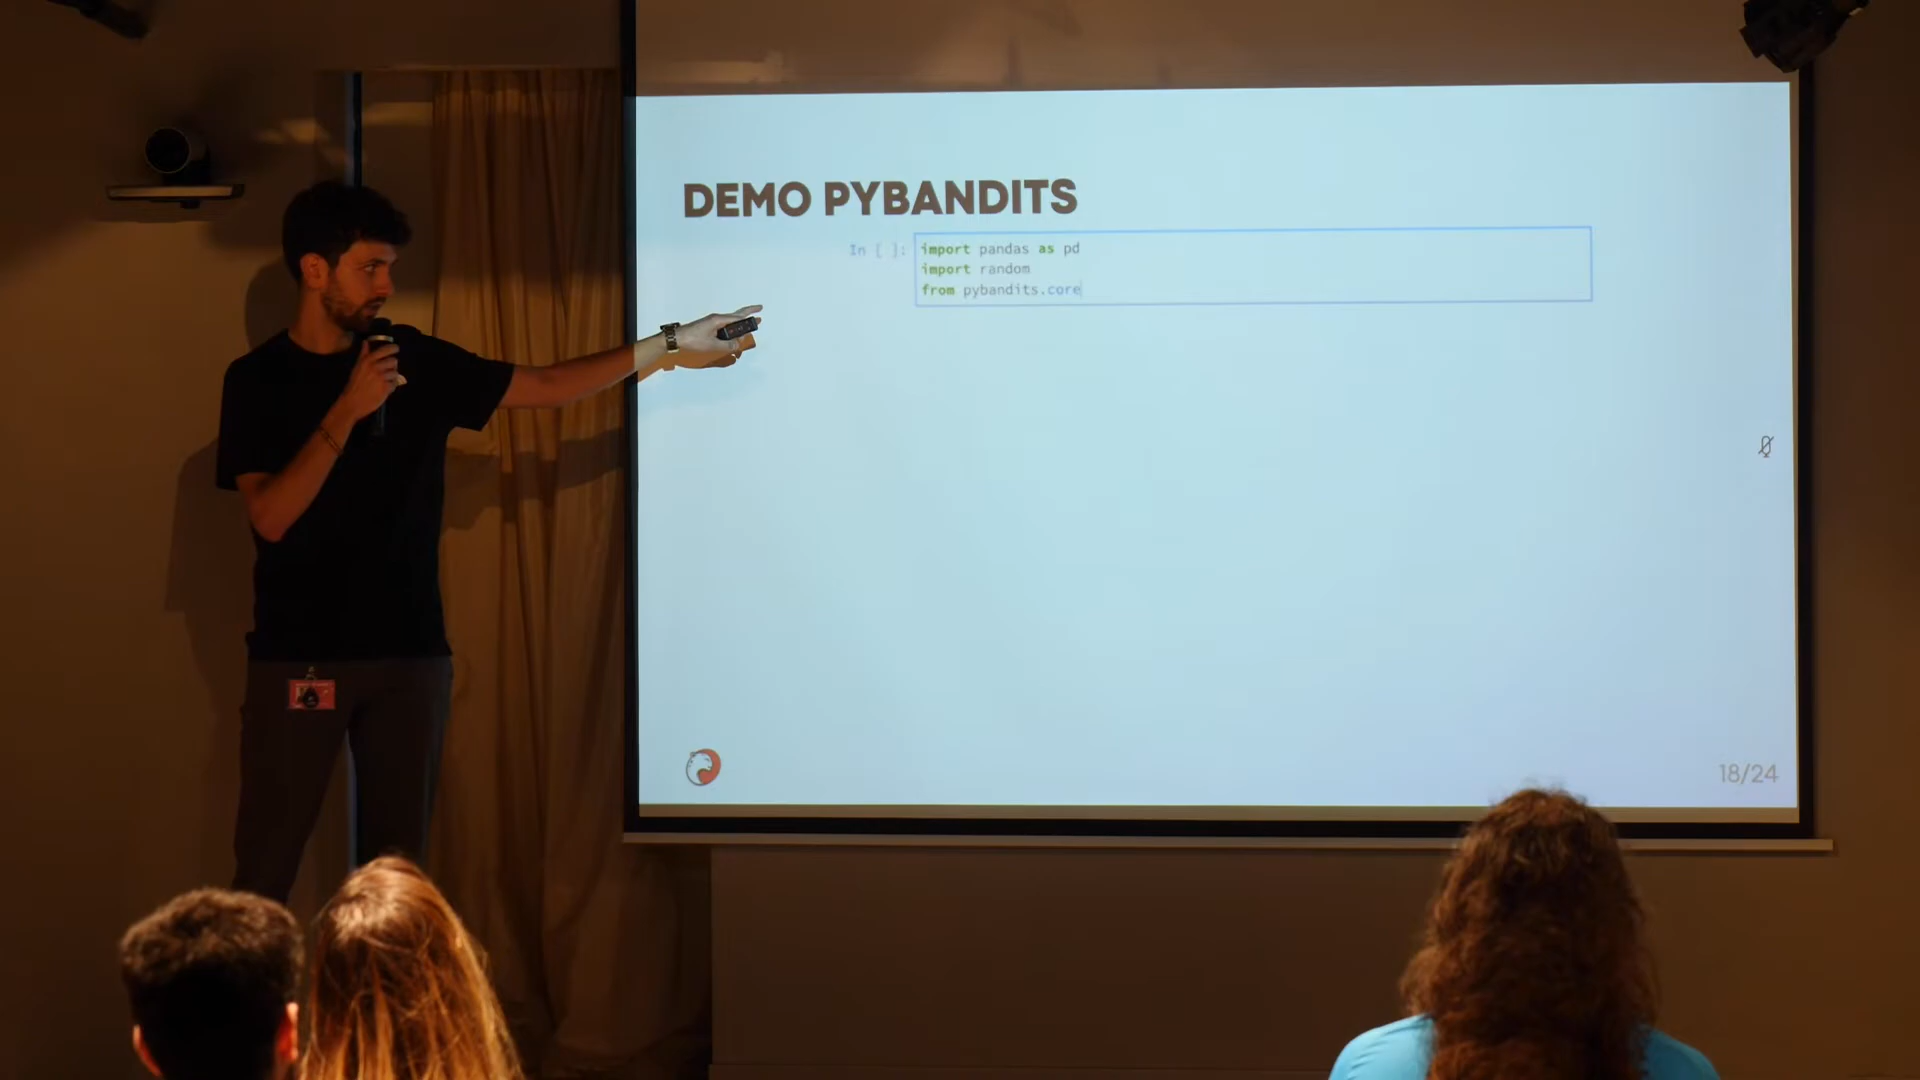 DEMO PYBANDITS
In [ ]: import pandas as pd
import random
from pybandits.core
18/24